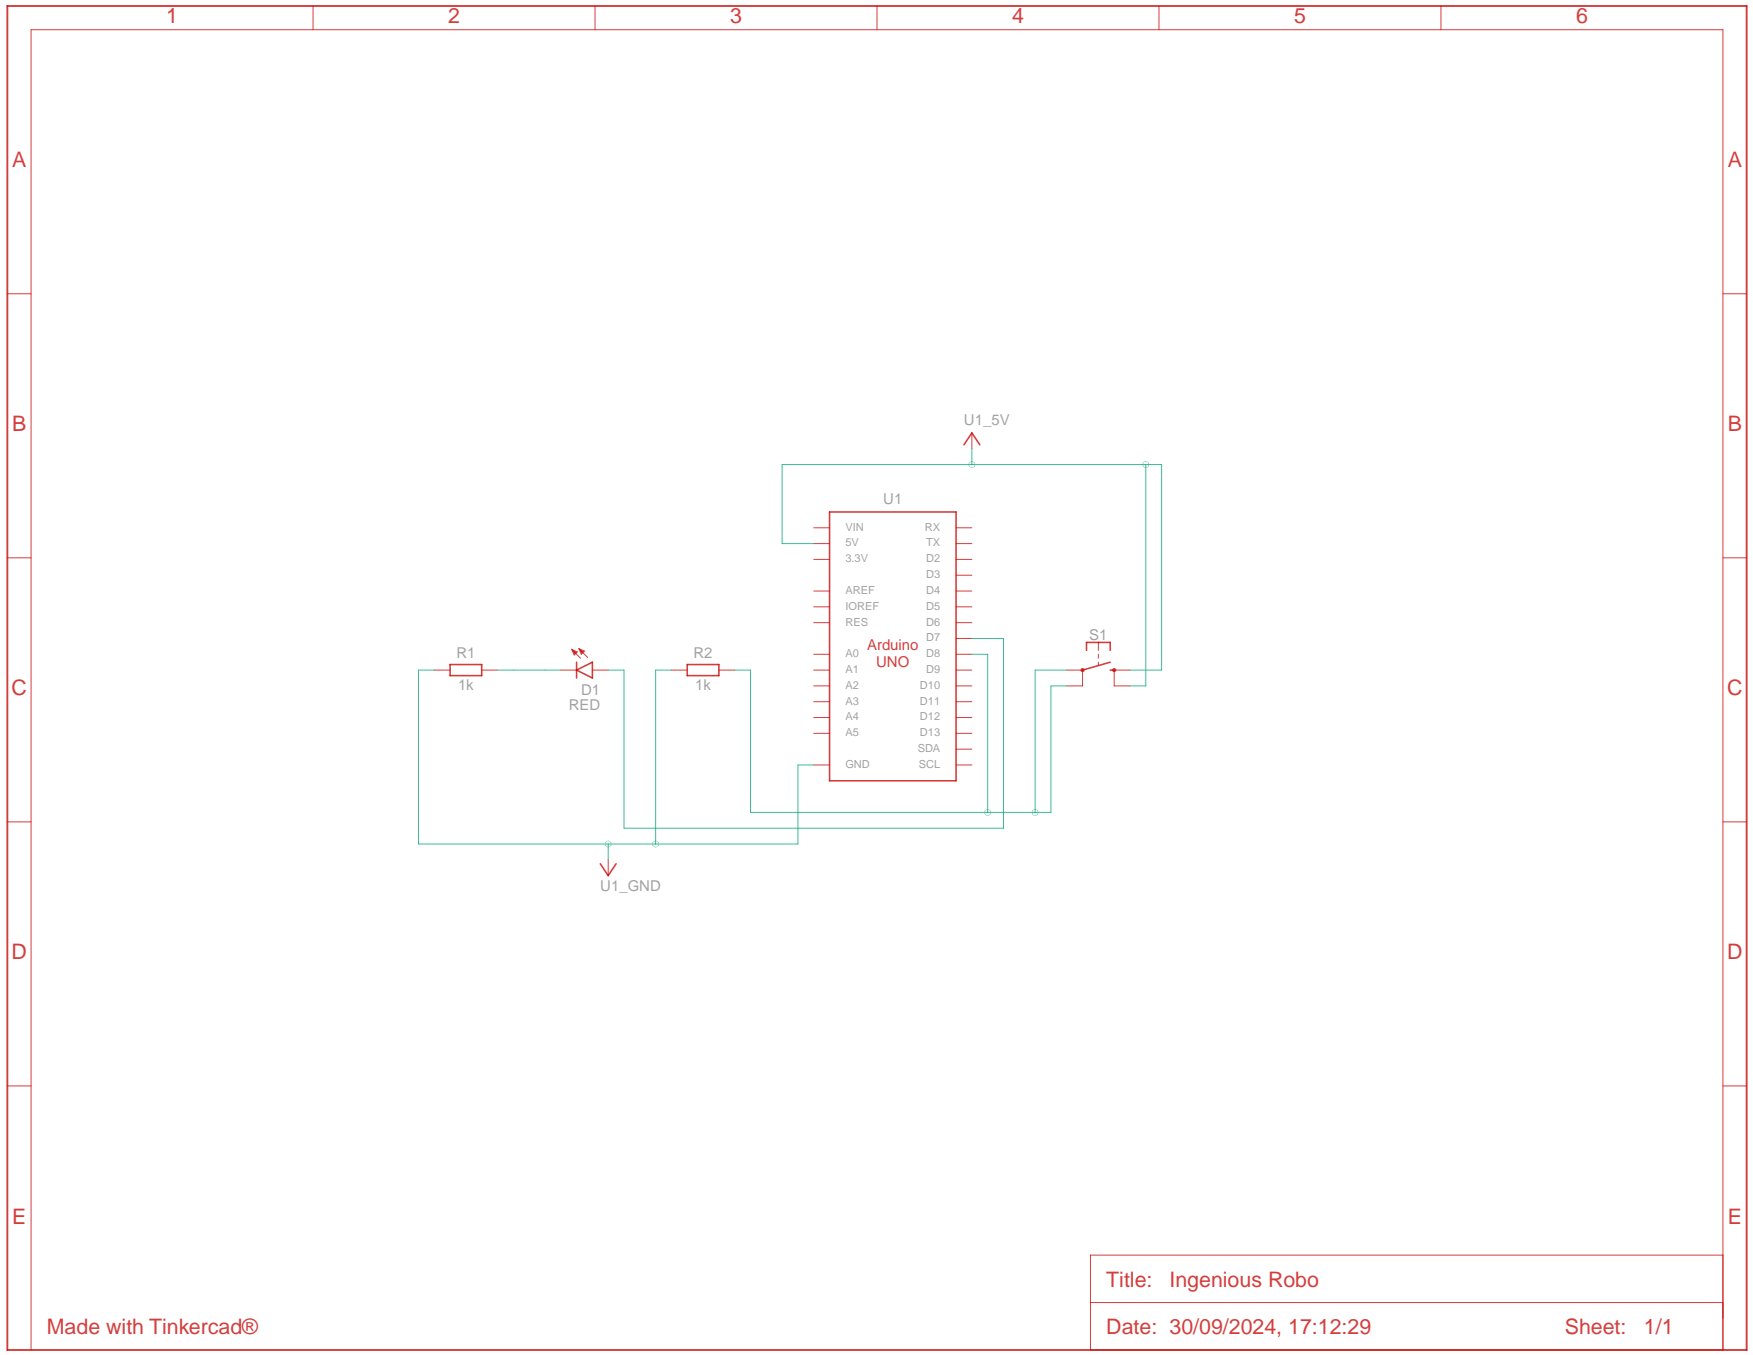 1 2 3 4 5 6
A A
B B
U1_5V
U1
VIN RX
5V TX
3.3V D2
D3
AREF D4
IOREF D5
RES D6
D7
Arduino
UNO
A0 D8
A1 D9
A2 D10
A3 D11
A4 D12
A5 D13
SDA
GND SCL
S1
R1
1k
D1
RED
R2
1k
C C
U1_GND
D D
E E
Title: Ingenious Robo
Made with Tinkercad®
Date: 30/09/2024, 17:12:29 Sheet: 1/1